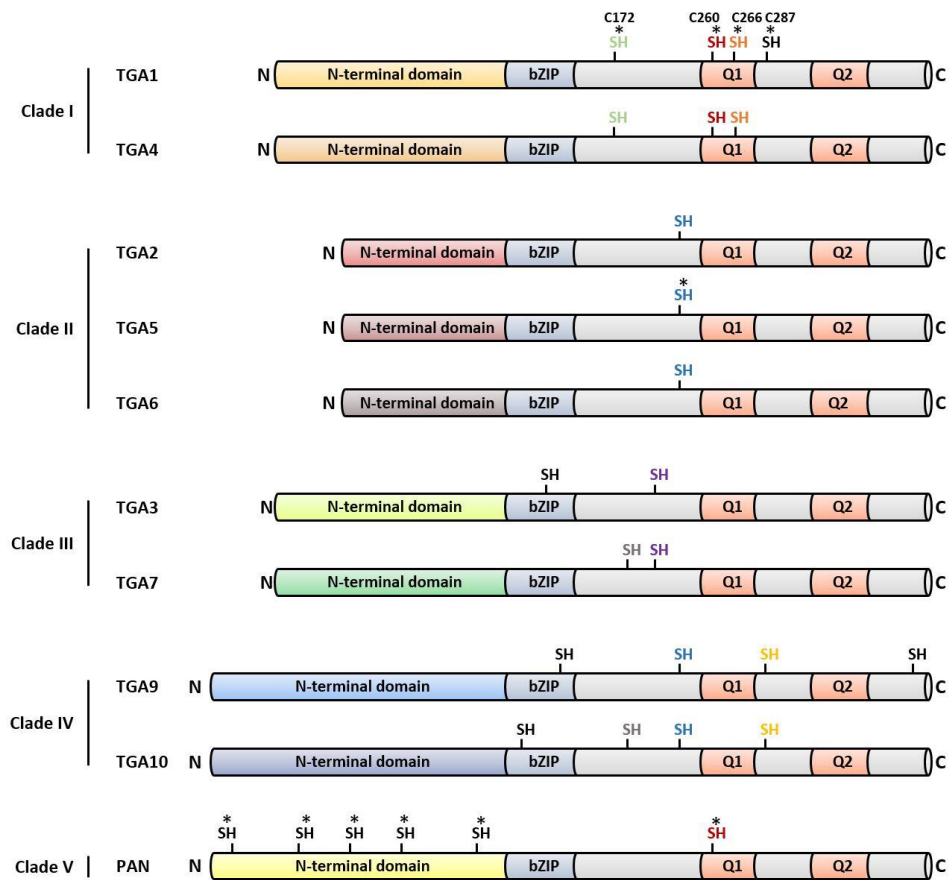 C172 C260 C266 C287
* * * *
SH SH SH SH
Clade I
TGA1 N N-terminal domain bZIP Q1 Q2 C
SH SH SH
TGA4 N N-terminal domain bZIP Q1 Q2 C
SH
Clade II
TGA2 N N-terminal domain bZIP Q1 Q2 C
*
SH
TGA5 N N-terminal domain bZIP Q1 Q2 C
SH
TGA6 N N-terminal domain bZIP Q1 Q2 C
SH SH
Clade III
TGA3 N N-terminal domain bZIP Q1 Q2 C
SH SH
TGA7 N N-terminal domain bZIP Q1 Q2 C
SH SH SH SH
Clade IV
TGA9 N N-terminal domain bZIP Q1 Q2 C
SH SH SH SH
TGA10 N N-terminal domain bZIP Q1 Q2 C
* * * * * *
SH SH SH SH SH SH
Clade V PAN N N-terminal domain bZIP Q1 Q2 C